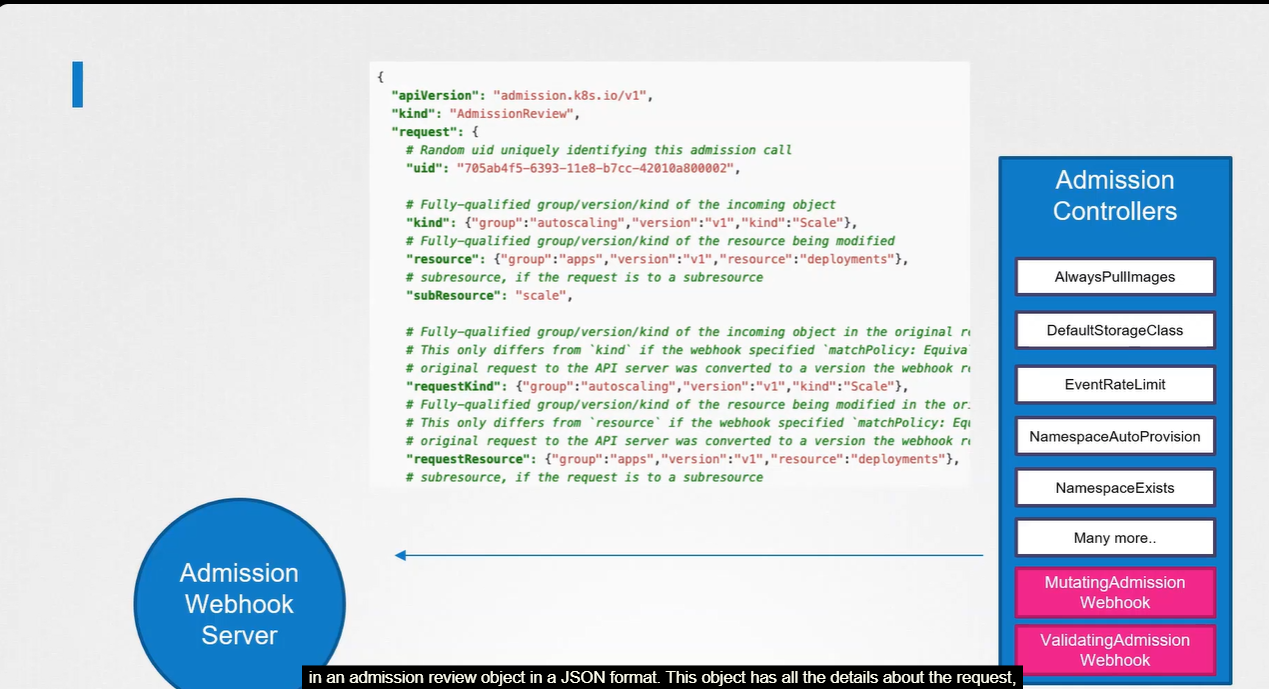 {
"apiVersion": "admission.k8s.io/v1",
"kind": "AdmissionReview",
"request": {
# Random uid uniquely identifying this admission call
"uid": "705ab4f5-6393-11e8-b7cc-42010a800002",
# Fully-qualified group/version/kind of the incoming object
"kind": {"group":"autoscaling","version":"v1","kind":"Scale"},
# Fully-qualified group/version/kind of the resource being modified
"resource": {"group":"apps","version":"v1","resource":"deployments"},
# subresource, if the request is to a subresource
"subResource": "scale",
# Fully-qualified group/version/kind of the incoming object in the original
# This only differs from `kind` if the webhook specified `matchPolicy:
# original request to the API server was converted to a version the webhook
"requestKind": {"group":"autoscaling","version":"v1","kind":"Scale"},
# Fully-qualified group/version/kind of the resource being modified in the
# This only differs from `resource` if the webhook specified `matchPolicy:
# original request to the API server was converted to a version the webhook
"requestResource": {"group":"apps","version":"v1","resource":"deployments"},
# subresource, if the request is to a subresource
Admission
Controllers
AlwaysPullImages
DefaultStorageClass
EventRateLimit
NamespaceAutoProvision
NamespaceExists
Many more..
MutatingAdmission
Webhook
ValidatingAdmission
Webhook
Admission
Webhook
Server
in an admission review object in a JSON format. This object has all the details about the request,